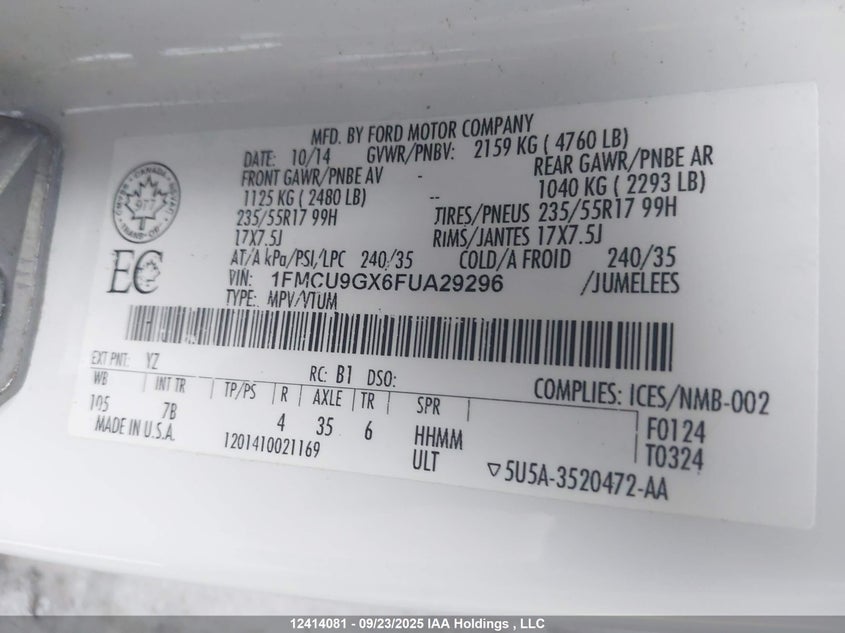 MFD. BY FORD MOTOR COMPANY
DATE: 10/14 GVWR/PNBV: 2159 KG ( 4760 LB)
FRONT GAWR/PNBE AV - REAR GAWR/PNBE AR
1125 KG ( 2480 LB) -- 1040 KG ( 2293 LB)
235/55R17 99H TIRES/PNEUS 235/55R17 99H
17X7.5J RIMS/JANTES 17X7.5J
AT/A kPa/PSI/LPC 240/35 COLD/A FROID 240/35
VIN: 1FMCU9GX6FUA29296 /JUMELEES
TYPE: MPV/VTUM
977
EC
EXT PNT: YZ RC: B1 DSO: COMPLIES: ICES/NMB-002
WB INT TR TP/PS R AXLE TR SPR F0124
105 7B 4 35 6 HHMM T0324
MADE IN U.S.A. 1201410021169 ULT ▽5U5A-3520472-AA
12414081 - 09/23/2025 IAA Holdings , LLC